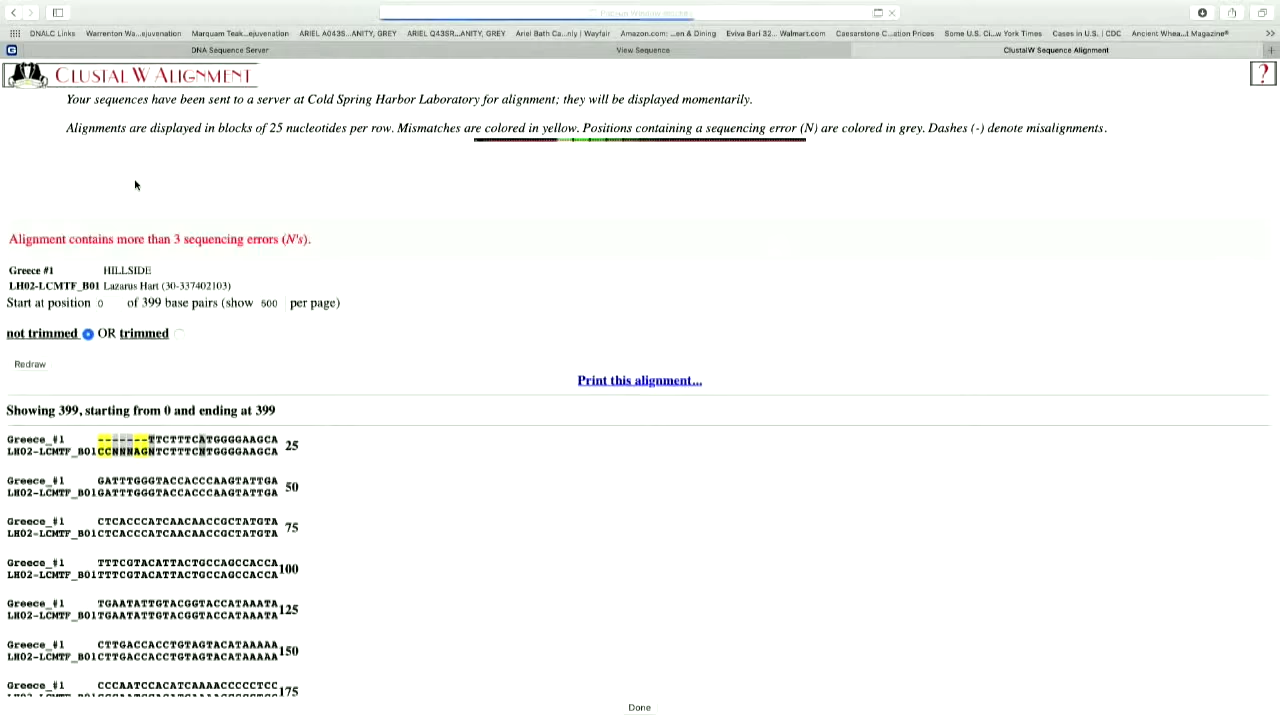 DNALC Links Warrenton Wa...ejuvenation Marquam Teak...ejuvenation ARIEL A043S...ANITY, GREY ARIEL Q43SR...ANITY, GREY Ariel Bath Ca...nly | Wayfair Amazon.com: ...en & Dining Eviva Bari 32... Walmart.com Caesarstone C...ation Prices Some U.S. Ci...w York Times Cases in U.S. | CDC Ancient Whea...t Magazine®
DNA Sequence Server View Sequence ClustalW Sequence Alignment
CLUSTAL W ALIGNMENT ?
Your sequences have been sent to a server at Cold Spring Harbor Laboratory for alignment; they will be displayed momentarily.
Alignments are displayed in blocks of 25 nucleotides per row. Mismatches are colored in yellow. Positions containing a sequencing error (N) are colored in grey. Dashes (-) denote misalignments.
Alignment contains more than 3 sequencing errors (N's).
Greece #1 HILLSIDE
LH02-LCMTF_B01 Lazarus Hart (30-337402103)
Start at position 0 of 399 base pairs (show 600 per page)
not trimmed OR trimmed
Redraw
Print this alignment...
Showing 399, starting from 0 and ending at 399
Greece_#1 -------TTCTTTCATGGGGAAGCA
LH02-LCMTF_B01CCNNNAGNTCTTTCNTGGGGAAGCA 25
Greece_#1 GATTTGGGTACCACCCAAGTATTGA
LH02-LCMTF_B01GATTTGGGTACCACCCAAGTATTGA 50
Greece_#1 CTCACCCATCAACAACCGCTATGTA
LH02-LCMTF_B01CTCACCCATCAACAACCGCTATGTA 75
Greece_#1 TTTCGTACATTACTGCCAGCCACCA
LH02-LCMTF_B01TTTCGTACATTACTGCCAGCCACCA 100
Greece_#1 TGAATATTGTACGGTACCATAAATA
LH02-LCMTF_B01TGAATATTGTACGGTACCATAAATA 125
Greece_#1 CTTGACCACCTGTAGTACATAAAAA
LH02-LCMTF_B01CTTGACCACCTGTAGTACATAAAAA 150
Greece_#1 CCCAATCCACATCAAAACCCCCTCC
175
Done